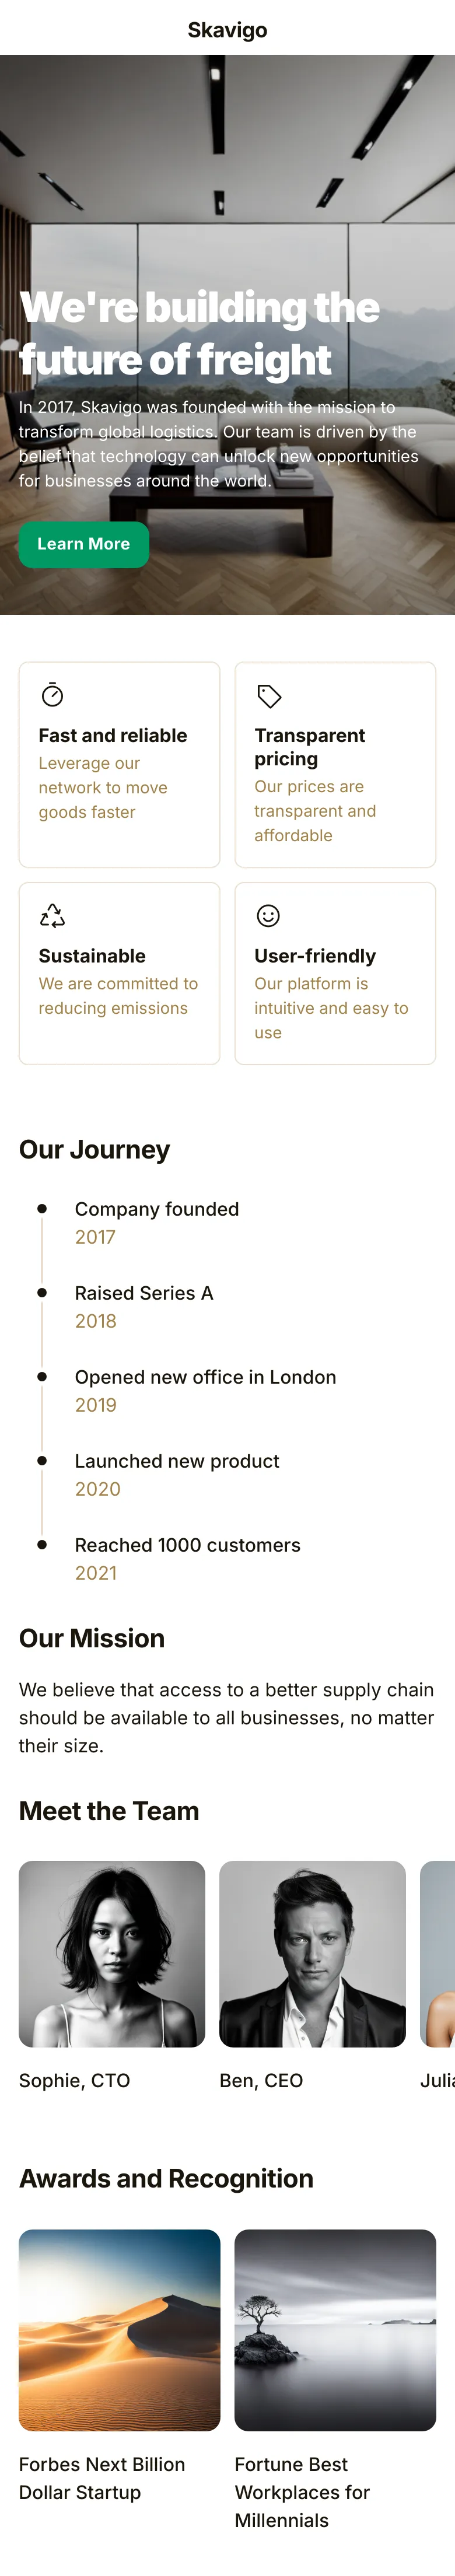 Skavigo
We're building the
future of freight
In 2017, Skavigo was founded with the mission to
transform global logistics. Our team is driven by the
belief that technology can unlock new opportunities
for businesses around the world.
Learn More
Fast and reliable
Leverage our
network to move
goods faster
Transparent
pricing
Our prices are
transparent and
affordable
Sustainable
We are committed to
reducing emissions
User-friendly
Our platform is
intuitive and easy to
use
Our Journey
Company founded
2017
Raised Series A
2018
Opened new office in London
2019
Launched new product
2020
Reached 1000 customers
2021
Our Mission
We believe that access to a better supply chain
should be available to all businesses, no matter
their size.
Meet the Team
Sophie, CTO
Ben, CEO
Awards and Recognition
Forbes Next Billion
Dollar Startup
Fortune Best
Workplaces for
Millennials